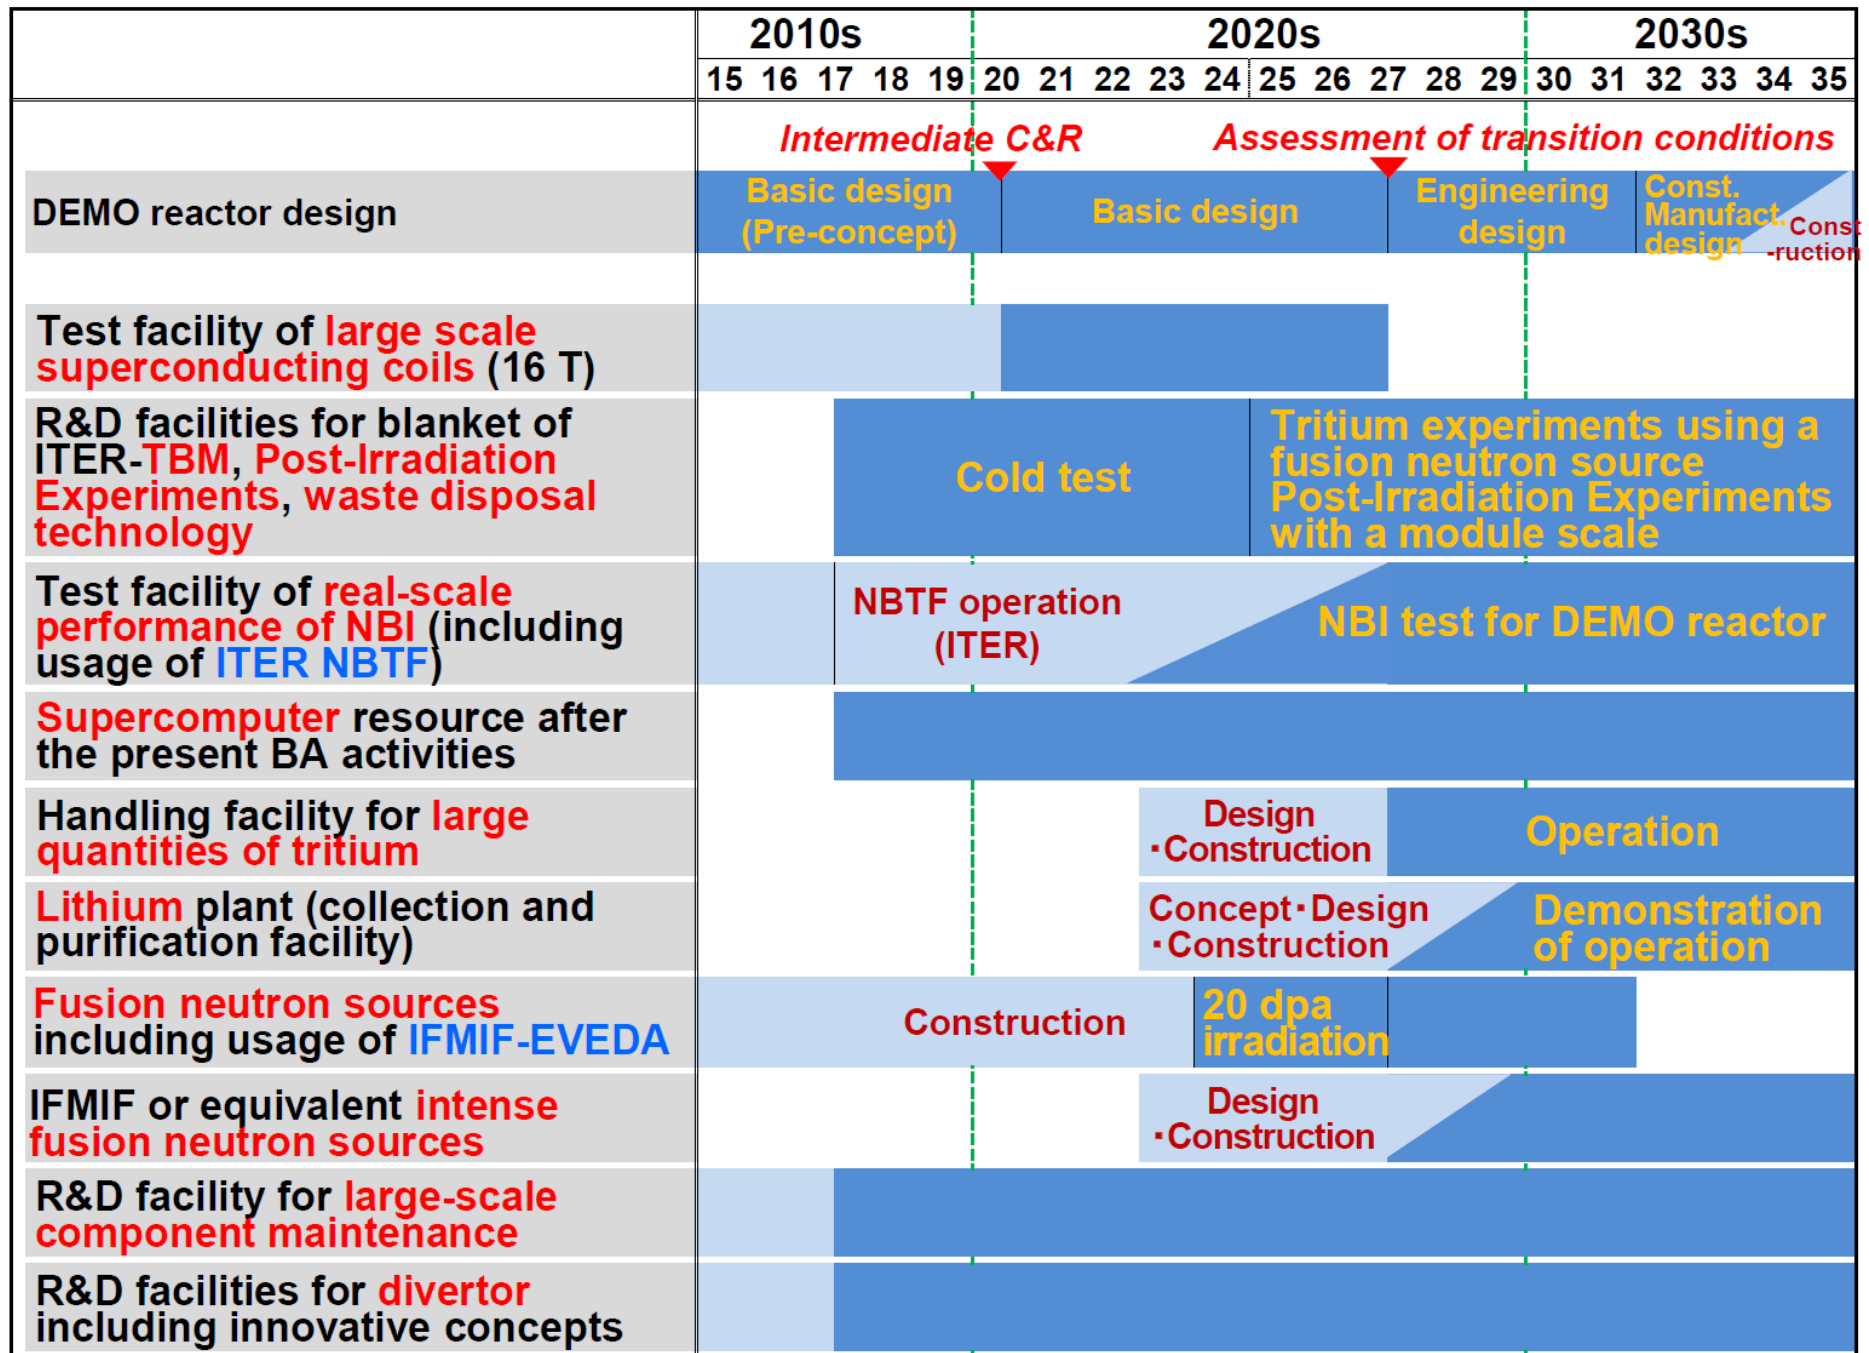 2010s 2020s 2030s
15 16 17 18 19 20 21 22 23 24 25 26 27 28 29 30 31 32 33 34 35
Intermediate C&R Assessment of transition conditions
DEMO reactor design
Basic design
(Pre-concept)
Basic design
Engineering
design
Const.
Manufact.
design
Const
-ruction
Test facility of large scale
superconducting coils (16 T)
R&D facilities for blanket of
ITER-TBM, Post-Irradiation
Experiments, waste disposal
technology
Cold test
Tritium experiments using a
fusion neutron source
Post-Irradiation Experiments
with a module scale
Test facility of real-scale
performance of NBI (including
usage of ITER NBTF)
NBTF operation
(ITER)
NBI test for DEMO reactor
Supercomputer resource after
the present BA activities
Handling facility for large
quantities of tritium
Design
・Construction
Operation
Lithium plant (collection and
purification facility)
Concept・Design
・Construction
Demonstration
of operation
Fusion neutron sources
including usage of IFMIF-EVEDA
Construction
20 dpa
irradiation
IFMIF or equivalent intense
fusion neutron sources
Design
・Construction
R&D facility for large-scale
component maintenance
R&D facilities for divertor
including innovative concepts